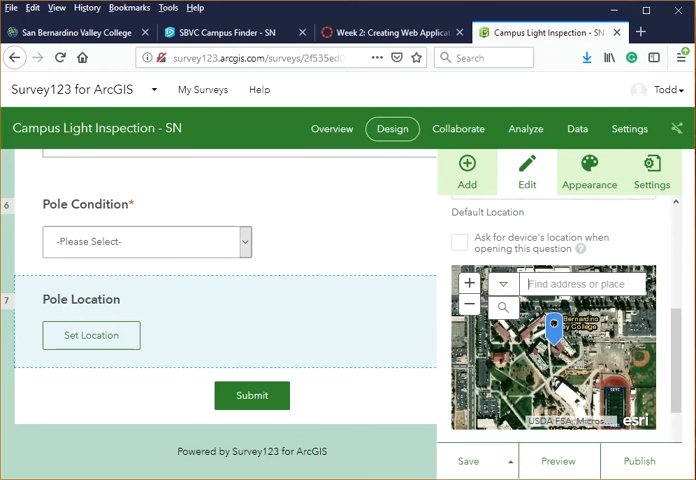 File Edit View History Bookmarks Tools Help
San Bernardino Valley College
SBVC Campus Finder - SN
Week 2: Creating Web Applicat
Campus Light Inspection - SN
https://survey123.arcgis.com/surveys/2f535ed0
Search
Survey123 for ArcGIS
My Surveys
Help
Todd
Campus Light Inspection - SN
Overview
Design
Collaborate
Analyze
Data
Settings
Add
Edit
Appearance
Settings
6
Pole Condition*
-Please Select-
7
Pole Location
Set Location
Submit
Powered by Survey123 for ArcGIS
Default Location
Ask for device's location when
opening this question ?
+
Find address or place
−
Bernardino
y College
USDA FSA, Micros... esri
Save
Preview
Publish